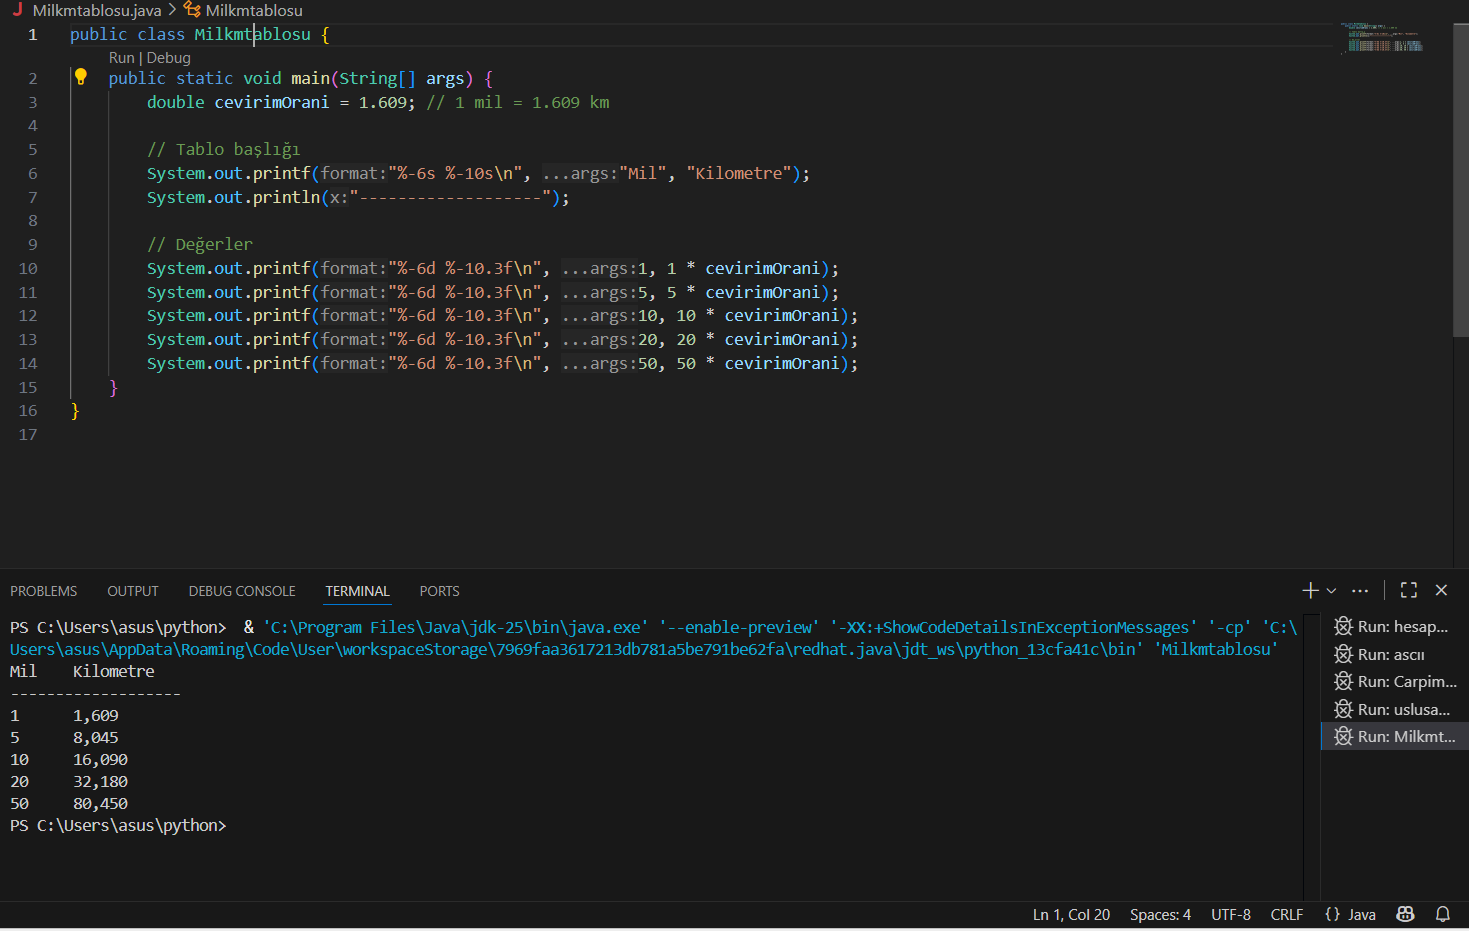 Milkmtablosu.java > Milkmtablosu
1 public class Milkmtablosu {
Run | Debug
2 public static void main(String[] args) {
3 double cevirimOrani = 1.609; // 1 mil = 1.609 km
4
5 // Tablo başlığı
6 System.out.printf(format:"%-6s %-10s\n", ...args:"Mil", "Kilometre");
7 System.out.println(x:"-------------------");
8
9 // Değerler
10 System.out.printf(format:"%-6d %-10.3f\n", ...args:1, 1 * cevirimOrani);
11 System.out.printf(format:"%-6d %-10.3f\n", ...args:5, 5 * cevirimOrani);
12 System.out.printf(format:"%-6d %-10.3f\n", ...args:10, 10 * cevirimOrani);
13 System.out.printf(format:"%-6d %-10.3f\n", ...args:20, 20 * cevirimOrani);
14 System.out.printf(format:"%-6d %-10.3f\n", ...args:50, 50 * cevirimOrani);
15 }
16 }
17
PROBLEMS OUTPUT DEBUG CONSOLE TERMINAL PORTS
PS C:\Users\asus\python>  & 'C:\Program Files\Java\jdk-25\bin\java.exe' '--enable-preview' '-XX:+ShowCodeDetailsInExceptionMessages' '-cp' 'C:\
Users\asus\AppData\Roaming\Code\User\workspaceStorage\7969faa3617213db781a5be791be62fa\redhat.java\jdt_ws\python_13cfa41c\bin' 'Milkmtablosu'
Mil    Kilometre
-------------------
1      1,609
5      8,045
10     16,090
20     32,180
50     80,450
PS C:\Users\asus\python>
Run: hesap...
Run: ascıı
Run: Carpim...
Run: uslusa...
Run: Milkmt...
Ln 1, Col 20 Spaces: 4 UTF-8 CRLF {} Java